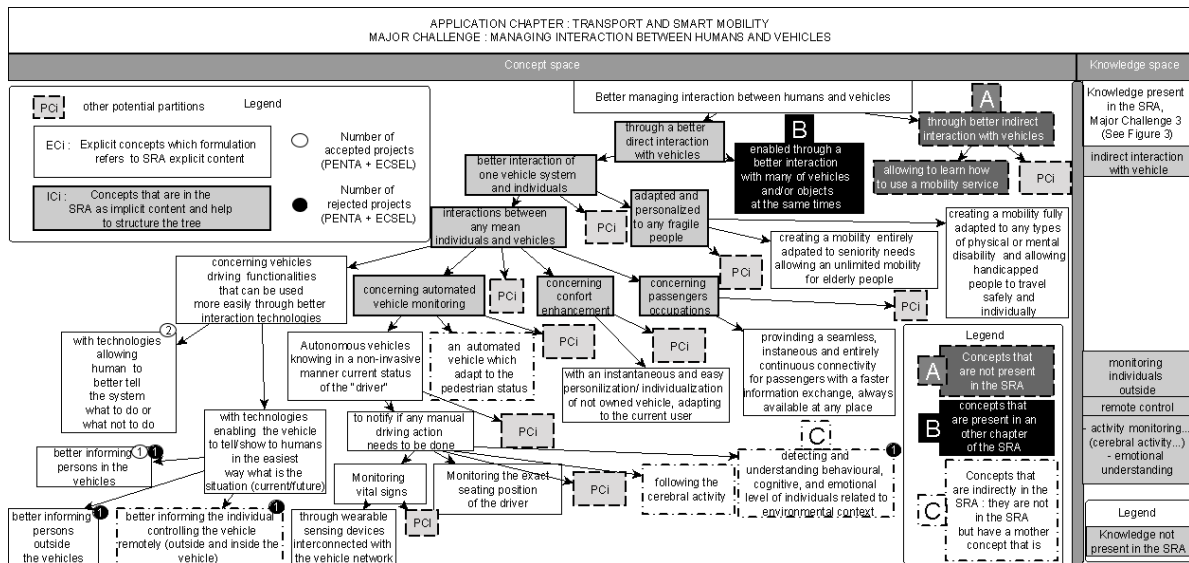 APPLICATION CHAPTER : TRANSPORT AND SMART MOBILITY
MAJOR CHALLENGE : MANAGING INTERACTION BETWEEN HUMANS AND VEHICLES
Concept space
Knowledge space
PCi
other potential partitions
Legend
ECi : Explicit concepts which formulation
refers to SRA explicit content
Number of
accepted projects
(PENTA + ECSEL)
ICi : Concepts that are in the
SRA as implicit content and help
to structure the tree
Number of
rejected projects
(PENTA + ECSEL)
Better managing interaction between humans and vehicles
A
through better indirect
interaction with vehicles
allowing to learn how
to use a mobility service
PCi
through a better
direct interaction
with vehicles
B
enabled through a
better interaction
with many of vehicles
and/or objects
at the same times
better interaction of
one vehicle system
and individuals
interactions between
any mean
individuals and vehicles
PCi
adapted and
personalized
to any fragile
people
PCi
creating a mobility entirely
adpated to seniority needs
allowing an unlimited mobility
for elderly people
creating a mobility fully
adapted to any types
of physical or mental
disability and allowing
handicapped
people to travel
safely and
individually
concerning vehicles
driving functionalities
that can be used
more easily through better
interaction technologies
concerning automated
vehicle monitoring
PCi
concerning
confort
enhancement
concerning
passengers
occupations
PCi
2
with technologies
allowing
human to
better tell
the system
what to do or
what not to do
Autonomous vehicles
knowing in a non-invasive
manner current status
of the "driver"
an automated
vehicle which
adapt to the
pedestrian status
PCi
PCi
with an instantaneous and easy
personilization/ individualization
of not owned vehicle, adapting
to the current user
provinding a seamless,
instaneous and entirely
continuous connectivity
for passengers with a faster
information exchange, always
available at any place
with technologies
enabling the vehicle
to tell/show to humans
in the easiest
way what is the
situation (current/future)
to notify if any manual
driving action
needs to be done
PCi
1
1
better informing
persons in the
vehicles
Monitoring
vital signs
Monitoring the exact
seating position
of the driver
PCi
following the
cerebral activity
C
1
detecting and
understanding behavioural,
cognitive, and emotional
level of individuals related to
environmental context
1
better informing
persons
outside
the vehicles
1
better informing the individual
controlling the vehicle
remotely (outside and inside the
vehicle)
through wearable
sensing devices
interconnected with
the vehicle network
PCI
Legend
A
Concepts that
are not present
in the SRA
B
concepts that
are present in an
other chapter
of the SRA
C
Concepts that
are indirectly in the
SRA : they are not
in the SRA
but have a mother
concept that is
Knowledge present
in the SRA,
Major Challenge 3
(See Figure 3)
indirect interaction
with vehicle
monitoring
individuals
outside
remote control
- activity monitoring...
(cerebral activity...)
- emotional
understanding
Legend
Knowledge not
present in the SRA